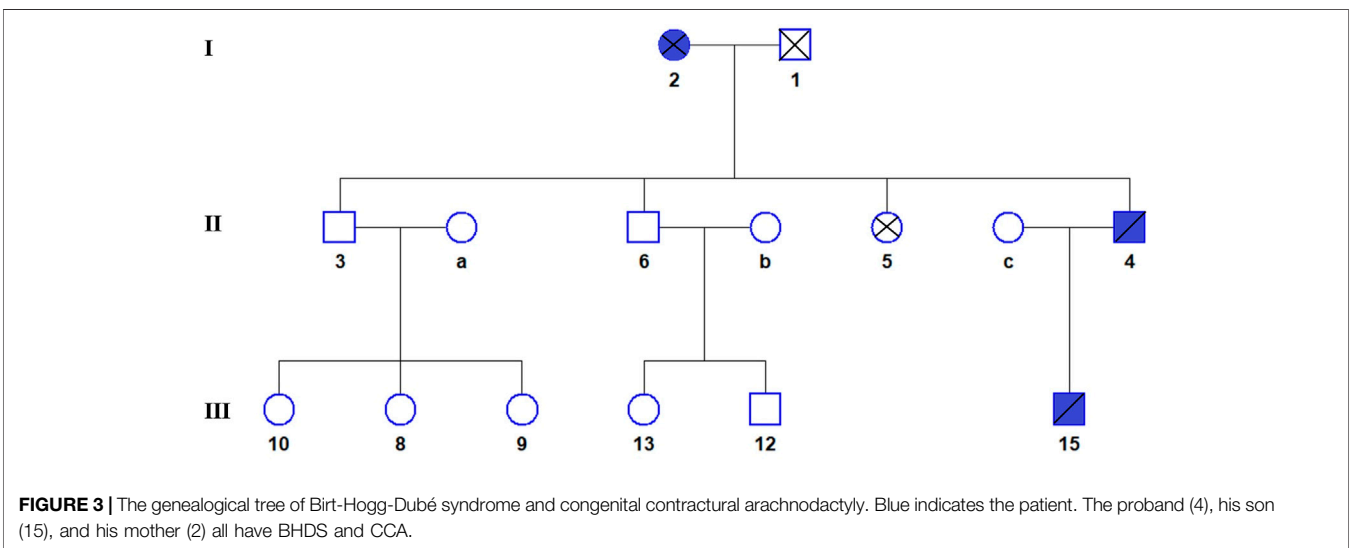 I
2 1
II
3 a 6 b 5 c 4
III
10 8 9 13 12 15
FIGURE 3 | The genealogical tree of Birt-Hogg-Dubé syndrome and congenital contractural arachnodactyly. Blue indicates the patient. The proband (4), his son
(15), and his mother (2) all have BHDS and CCA.